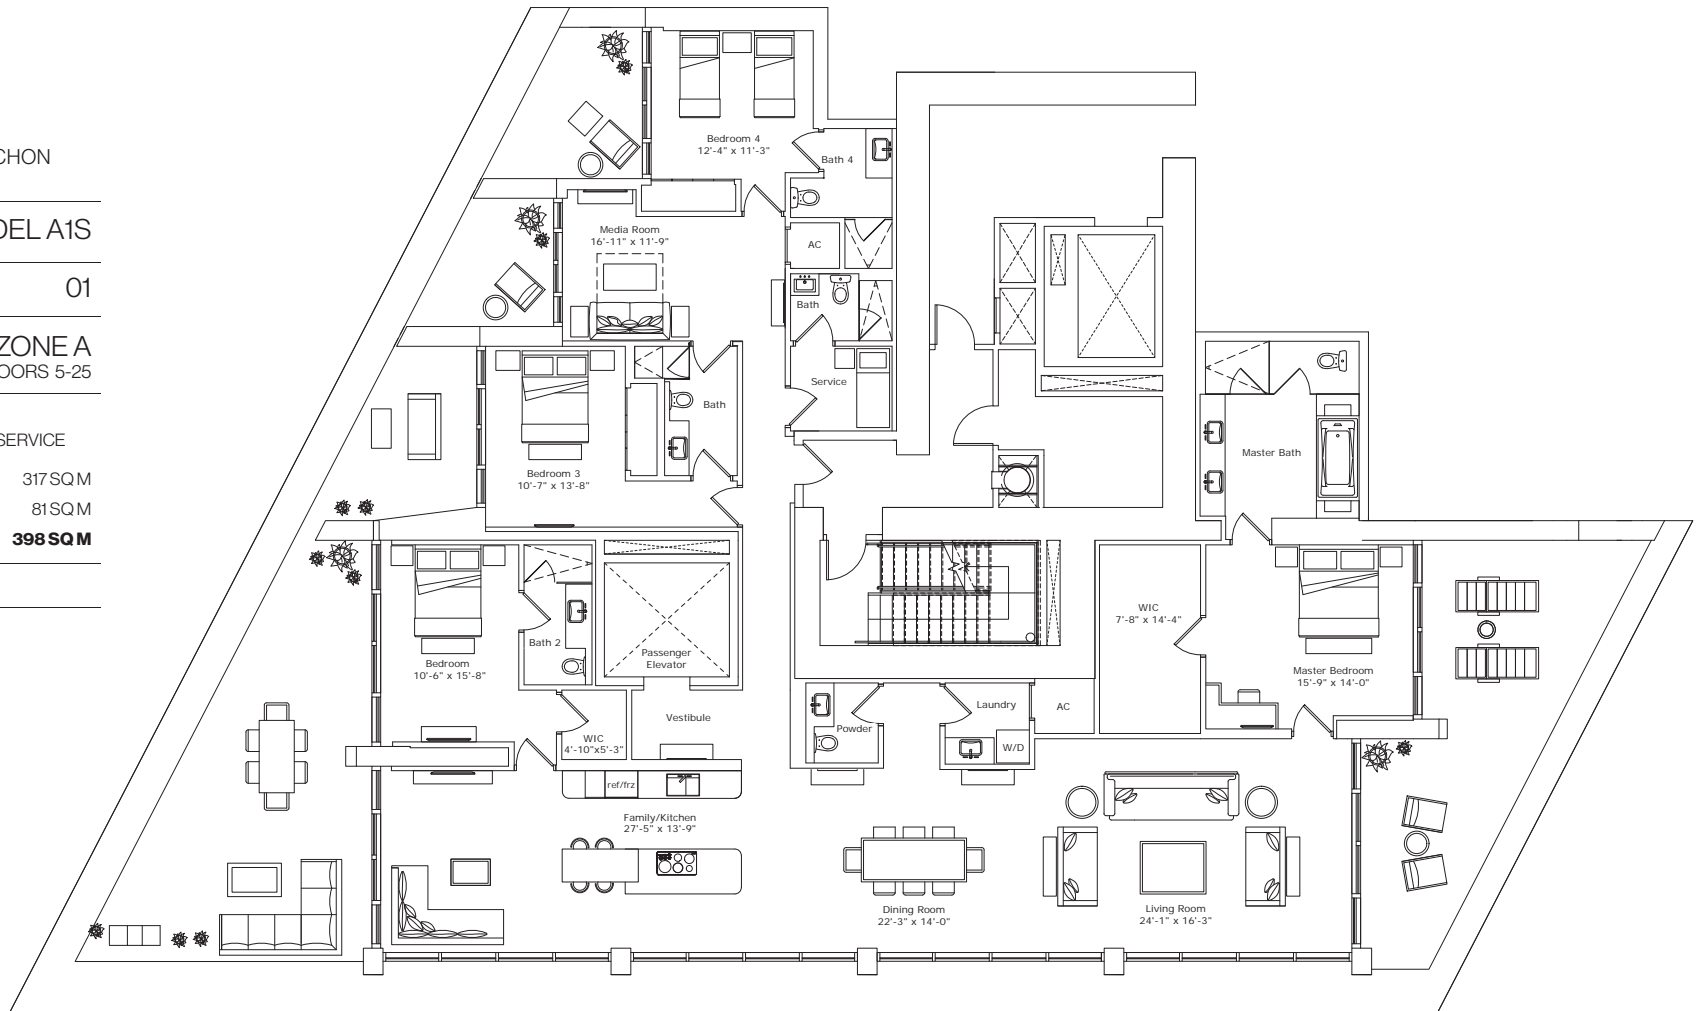 CHON
DEL A1S
01
ZONE A
OORS 5-25
SERVICE
317 SQ M
81 SQ M
398 SQ M
Bedroom 4
12'-4" x 11'-3"
Bath 4
Media Room
16'-11" x 11'-9"
AC
Bath
Service
Bath
Bedroom 3
10'-7" x 13'-8"
Master Bath
Bedroom
10'-6" x 15'-8"
Bath 2
Passenger
Elevator
WIC
7'-8" x 14'-4"
Master Bedroom
15'-9" x 14'-0"
Vestibule
WIC
4'-10"x5'-3"
Powder
Laundry
W/D
AC
ref/frz
Family/Kitchen
27'-5" x 13'-9"
Dining Room
22'-3" x 14'-0"
Living Room
24'-1" x 16'-3"